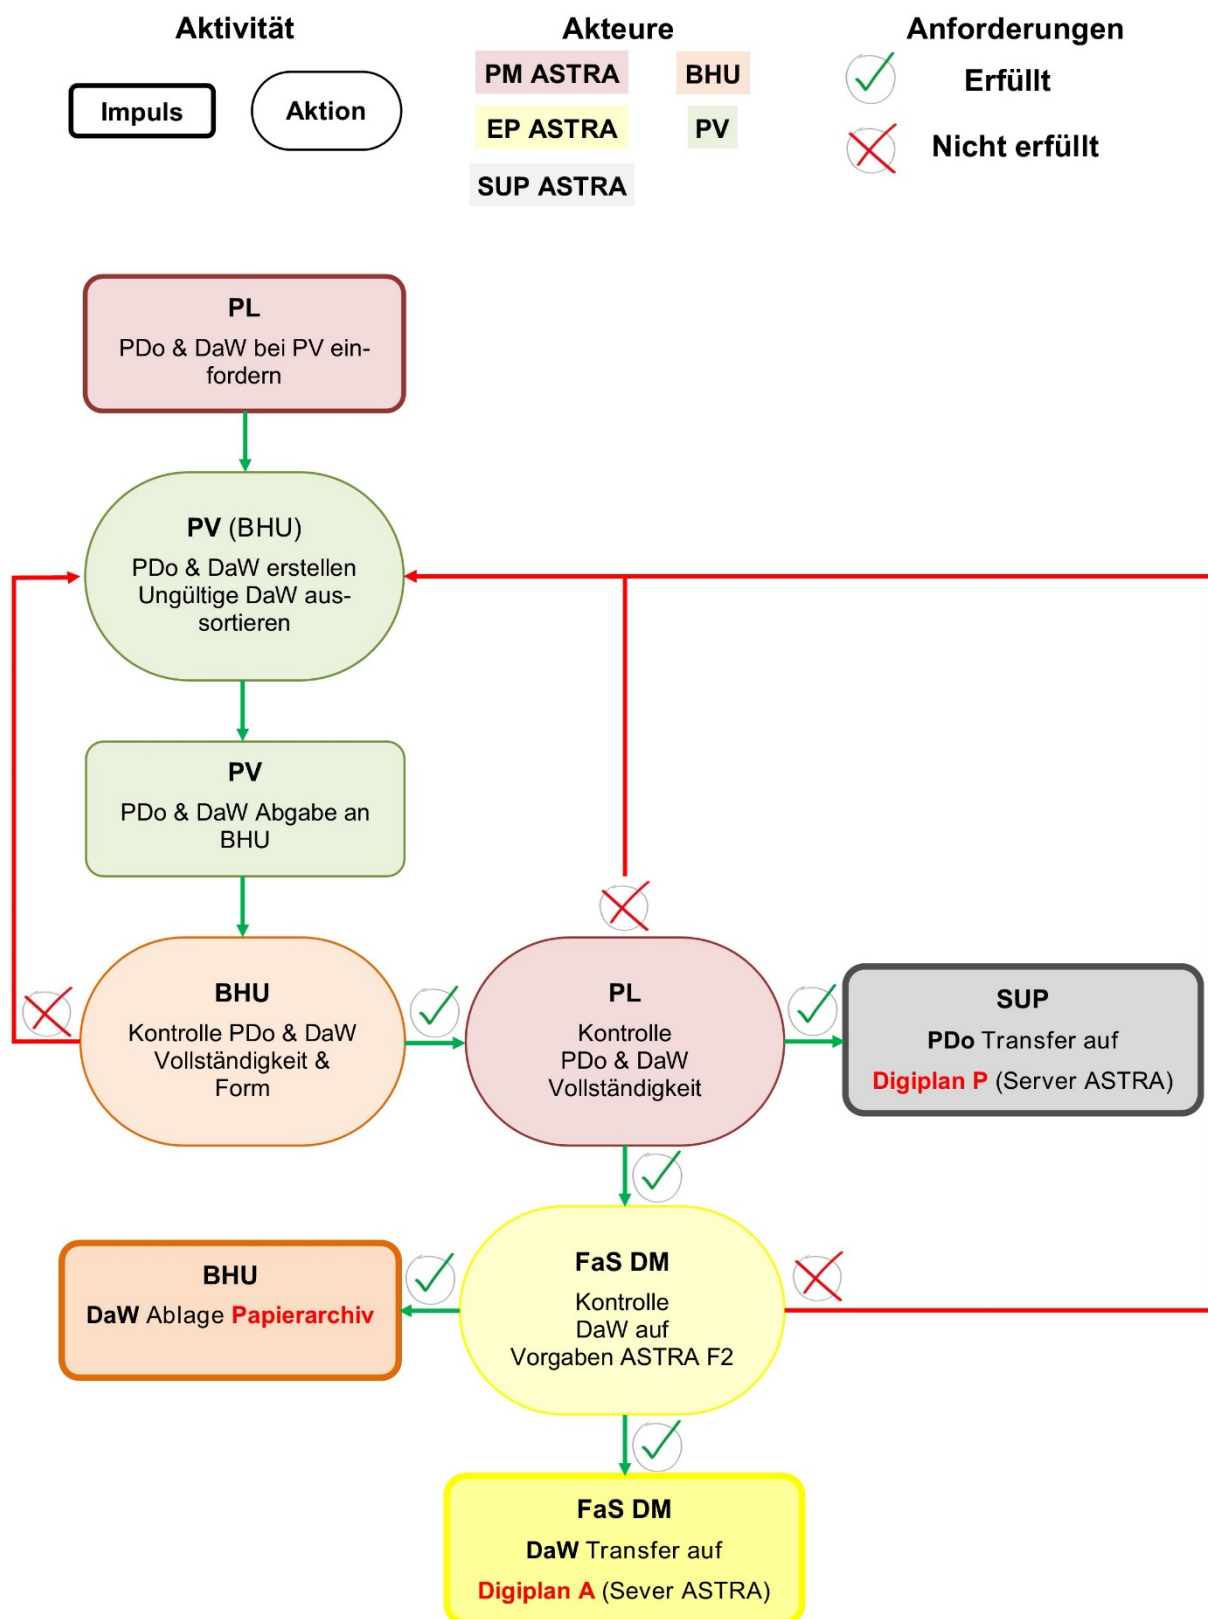 Aktivität
Akteure
Anforderungen
Impuls
Aktion
PM ASTRA
BHU
EP ASTRA
PV
SUP ASTRA
Erfüllt
Nicht erfüllt
PL
PDo & DaW bei PV ein-
fordern
PV (BHU)
PDo & DaW erstellen
Ungültige DaW aus-
sortieren
PV
PDo & DaW Abgabe an
BHU
BHU
Kontrolle PDo & DaW
Vollständigkeit &
Form
PL
Kontrolle
PDo & DaW
Vollständigkeit
SUP
PDo Transfer auf
Digiplan P (Server ASTRA)
BHU
DaW Ablage Papierarchiv
FaS DM
Kontrolle
DaW auf
Vorgaben ASTRA F2
FaS DM
DaW Transfer auf
Digiplan A (Sever ASTRA)